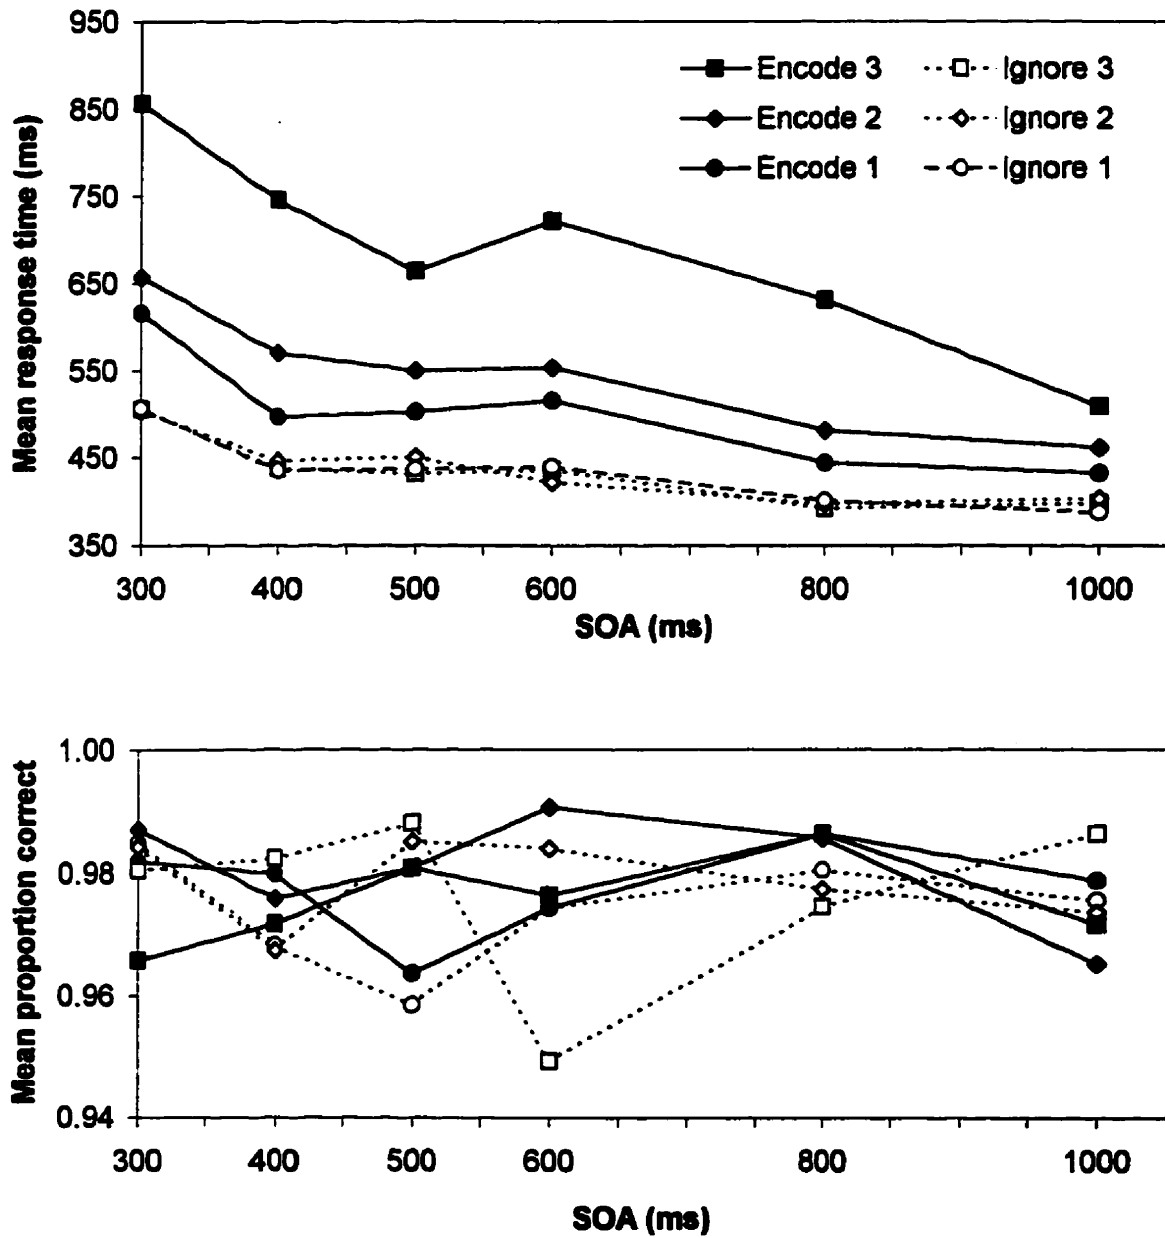 950
850
750
650
550
450
350
Mean response time (ms)
Encode 3 Ignore 3
Encode 2 Ignore 2
Encode 1 Ignore 1
300 400 500 600 800 1000
SOA (ms)
1.00
0.98
0.96
0.94
Mean proportion correct
300 400 500 600 800 1000
SOA (ms)